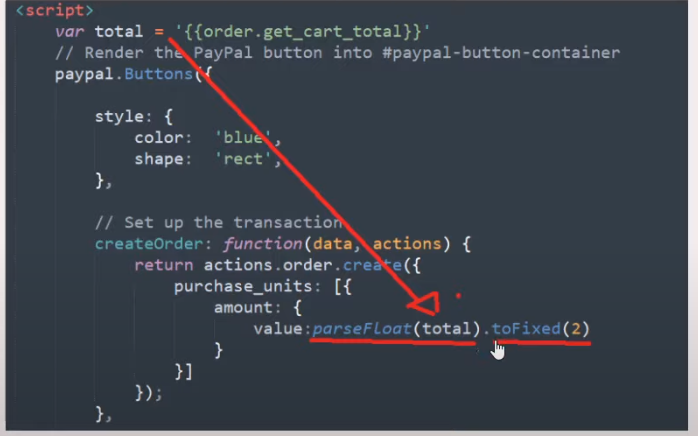 <script>
var total = '{{order.get_cart_total}}'
// Render the PayPal button into #paypal-button-container
paypal.Buttons({
style: {
color: 'blue',
shape: 'rect',
},
// Set up the transaction
createOrder: function(data, actions) {
return actions.order.create({
purchase_units: [{
amount: {
value:parseFloat(total).toFixed(2)
}
}]
});
},